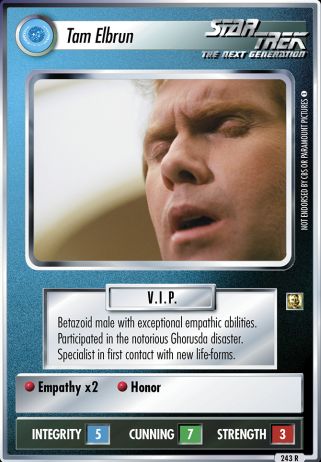 Tam Elbrun
STAR TREK
THE NEXT GENERATION
NOT ENDORSED BY CBS OR PARAMOUNT PICTURES
V.I.P.
Betazoid male with exceptional empathic abilities.
Participated in the notorious Ghorusda disaster.
Specialist in first contact with new life-forms.
Empathy x2 Honor
INTEGRITY 5 CUNNING 7 STRENGTH 3
243 R